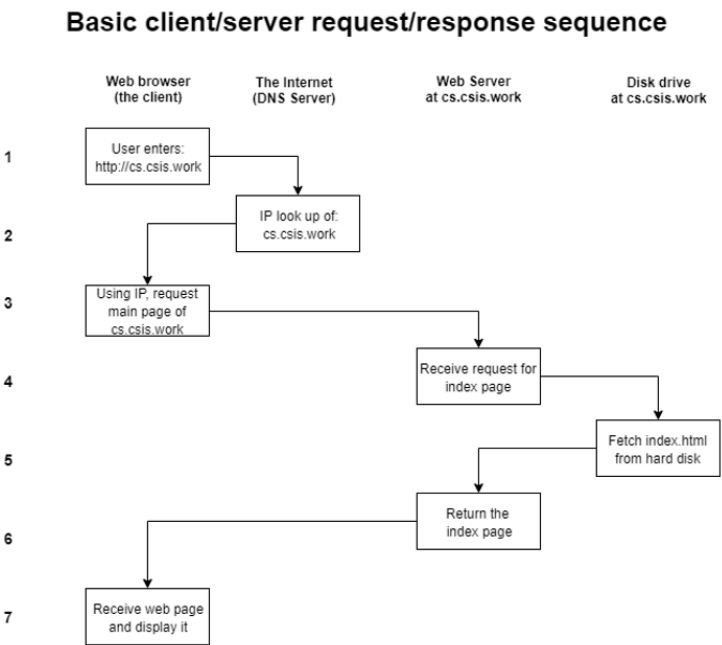 Basic client/server request/response sequence
Web browser
(the client)
The Internet
(DNS Server)
Web Server
at cs.csis.work
Disk drive
at cs.csis.work
1
User enters:
http://cs.csis.work
2
IP look up of:
cs.csis.work
3
Using IP, request
main page of
cs.csis.work
4
Receive request for
index page
5
Fetch index.html
from hard disk
6
Return the
index page
7
Receive web page
and display it